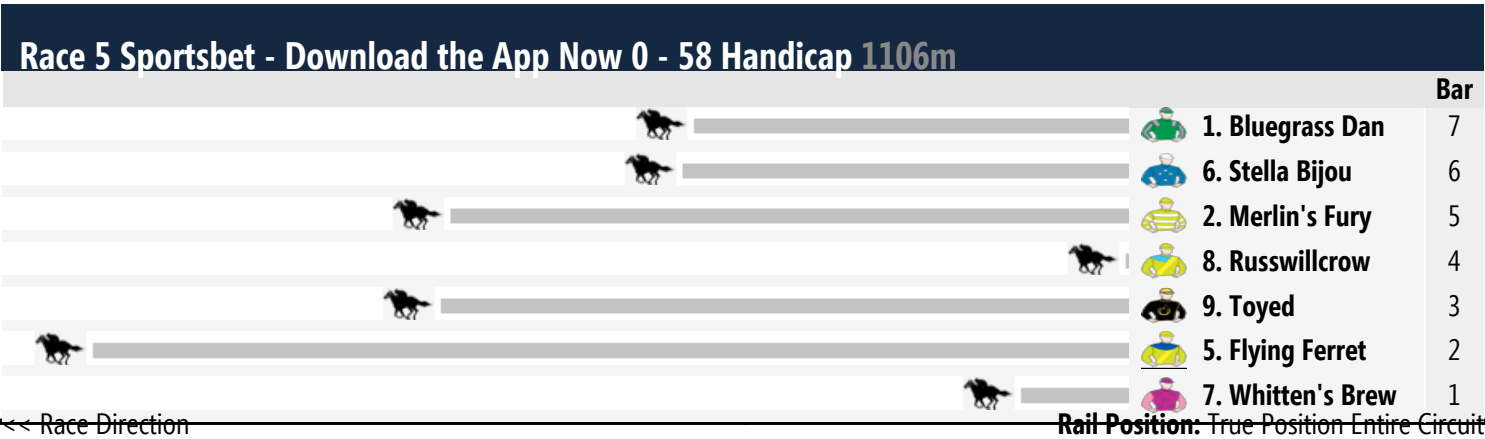 Race 5 Sportsbet - Download the App Now 0 - 58 Handicap 1106m
Bar
1. Bluegrass Dan 7
6. Stella Bijou 6
2. Merlin's Fury 5
8. Russwillcrow 4
9. Toyed 3
5. Flying Ferret 2
7. Whitten's Brew 1
<<< Race Direction Rail Position: True Position Entire Circuit